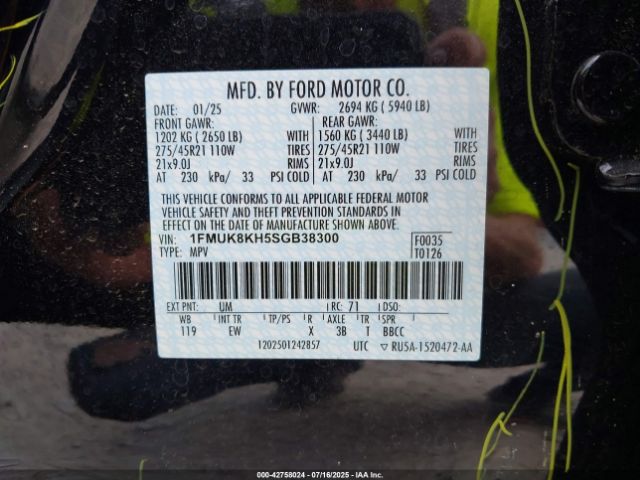 MFD. BY FORD MOTOR CO.
DATE: 01/25 GVWR: 2694 KG ( 5940 LB)
FRONT GAWR: REAR GAWR:
1202 KG ( 2650 LB) WITH 1560 KG ( 3440 LB) WITH
275/45R21 110W TIRES 275/45R21 110W TIRES
21x9.0J RIMS 21x9.0J RIMS
AT 230 kPa/ 33 PSI COLD AT 230 kPa/ 33 PSI COLD
THIS VEHICLE CONFORMS TO ALL APPLICABLE FEDERAL MOTOR
VEHICLE SAFETY AND THEFT PREVENTION STANDARDS IN
EFFECT ON THE DATE OF MANUFACTURE SHOWN ABOVE.
VIN: 1FMUK8KH5SGB38300 F0035
TYPE: MPV T0126
EXT PNT: UM RC: 71 DSO:
WB INT TR TP/PS R AXLE TR SPR
119 EW X 3B T BBCC
1202501242857 UTC ▽ RU5A-1520472-AA
000-42758024 | 07/16/2025 - IAA Inc.